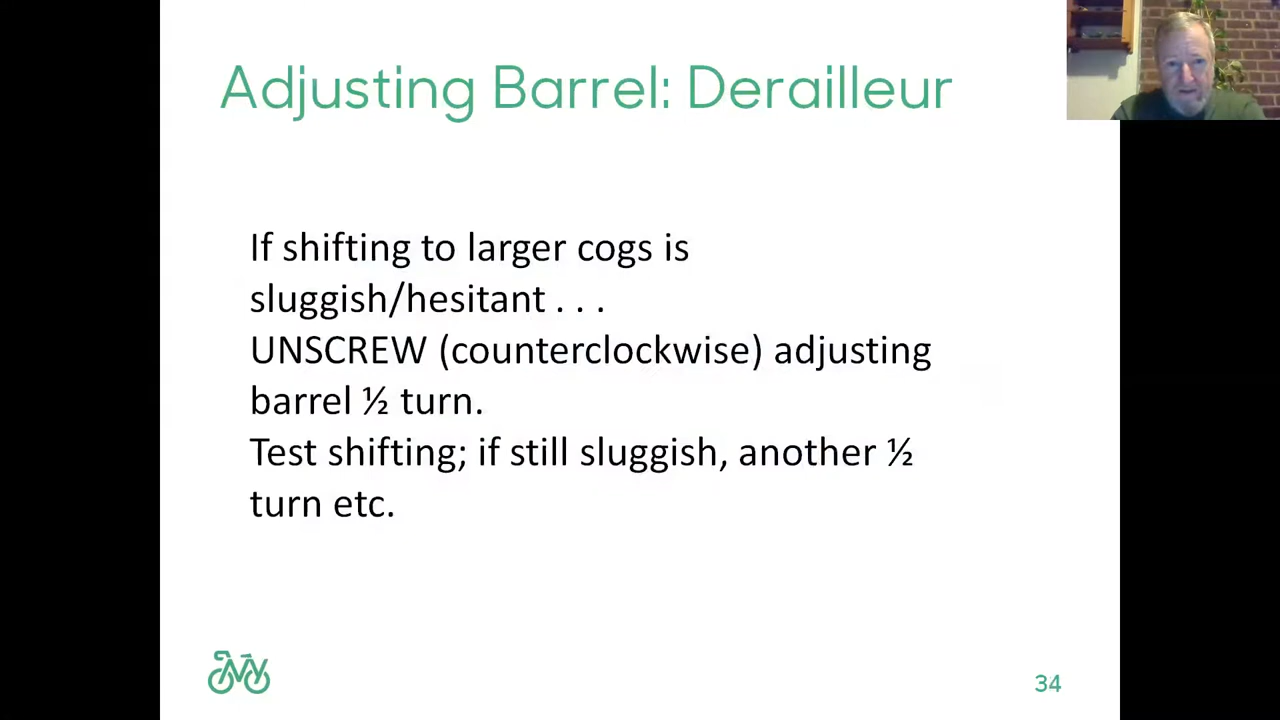 Adjusting Barrel: Derailleur
If shifting to larger cogs is
sluggish/hesitant . . .
UNSCREW (counterclockwise) adjusting
barrel ½ turn.
Test shifting; if still sluggish, another ½
turn etc.
34